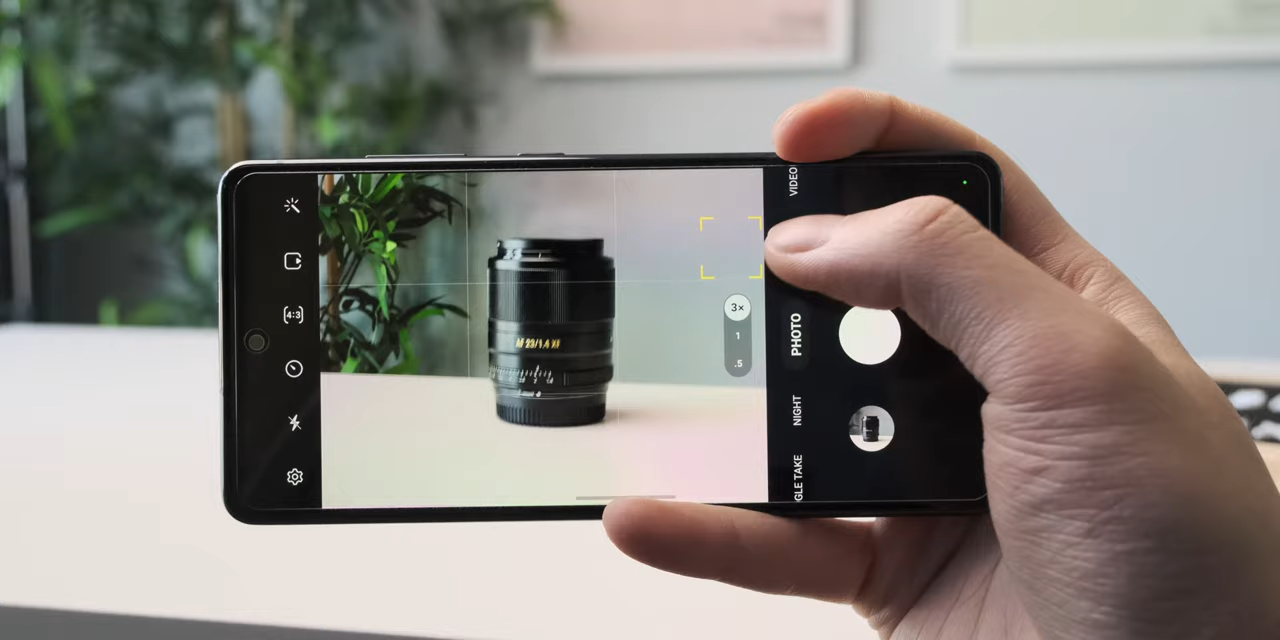 4:3
AF 23/1.4 XF
3×
1
.5
VIDEO
PHOTO
NIGHT
GLE TAKE